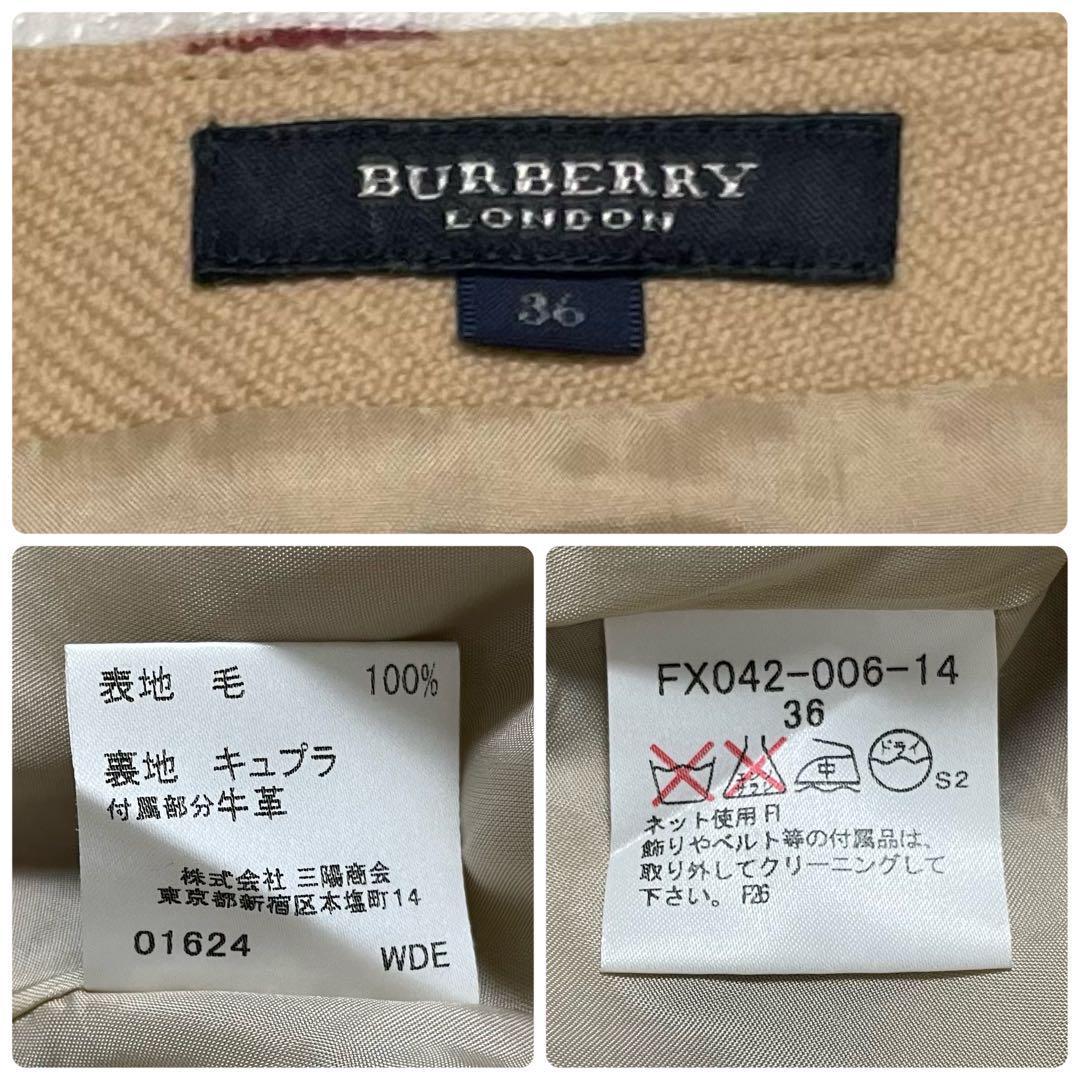 BURBERRY
LONDON
36
表地 毛 100%
裏地 キュプラ
付属部分 牛革
株式会社 三陽商会
東京都新宿区本塩町14
01624 WDE
FX042-006-14
36
中 ドライ
S2
ネット使用 F1
飾りやベルト等の付属品は、
取り外してクリーニングして
下さい。 F26